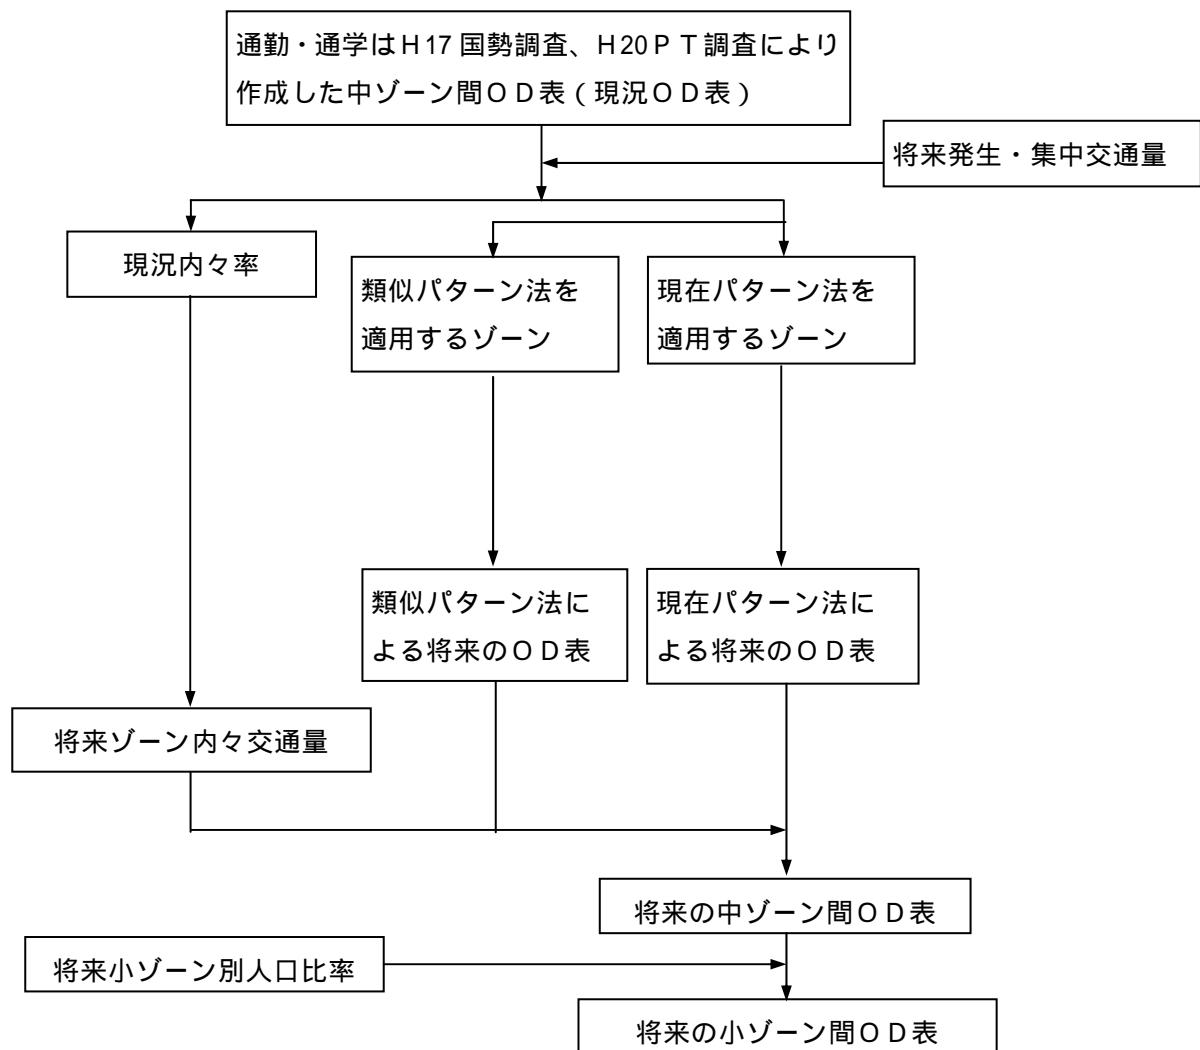 通勤・通学はH17国勢調査、H20PT調査により
作成した中ゾーン間OD表(現況OD表)
将来発生・集中交通量
現況内々率
類似パターン法を
適用するゾーン
現在パターン法を
適用するゾーン
類似パターン法に
よる将来のOD表
現在パターン法に
よる将来のOD表
将来ゾーン内々交通量
将来の中ゾーン間OD表
将来小ゾーン別人口比率
将来の小ゾーン間OD表